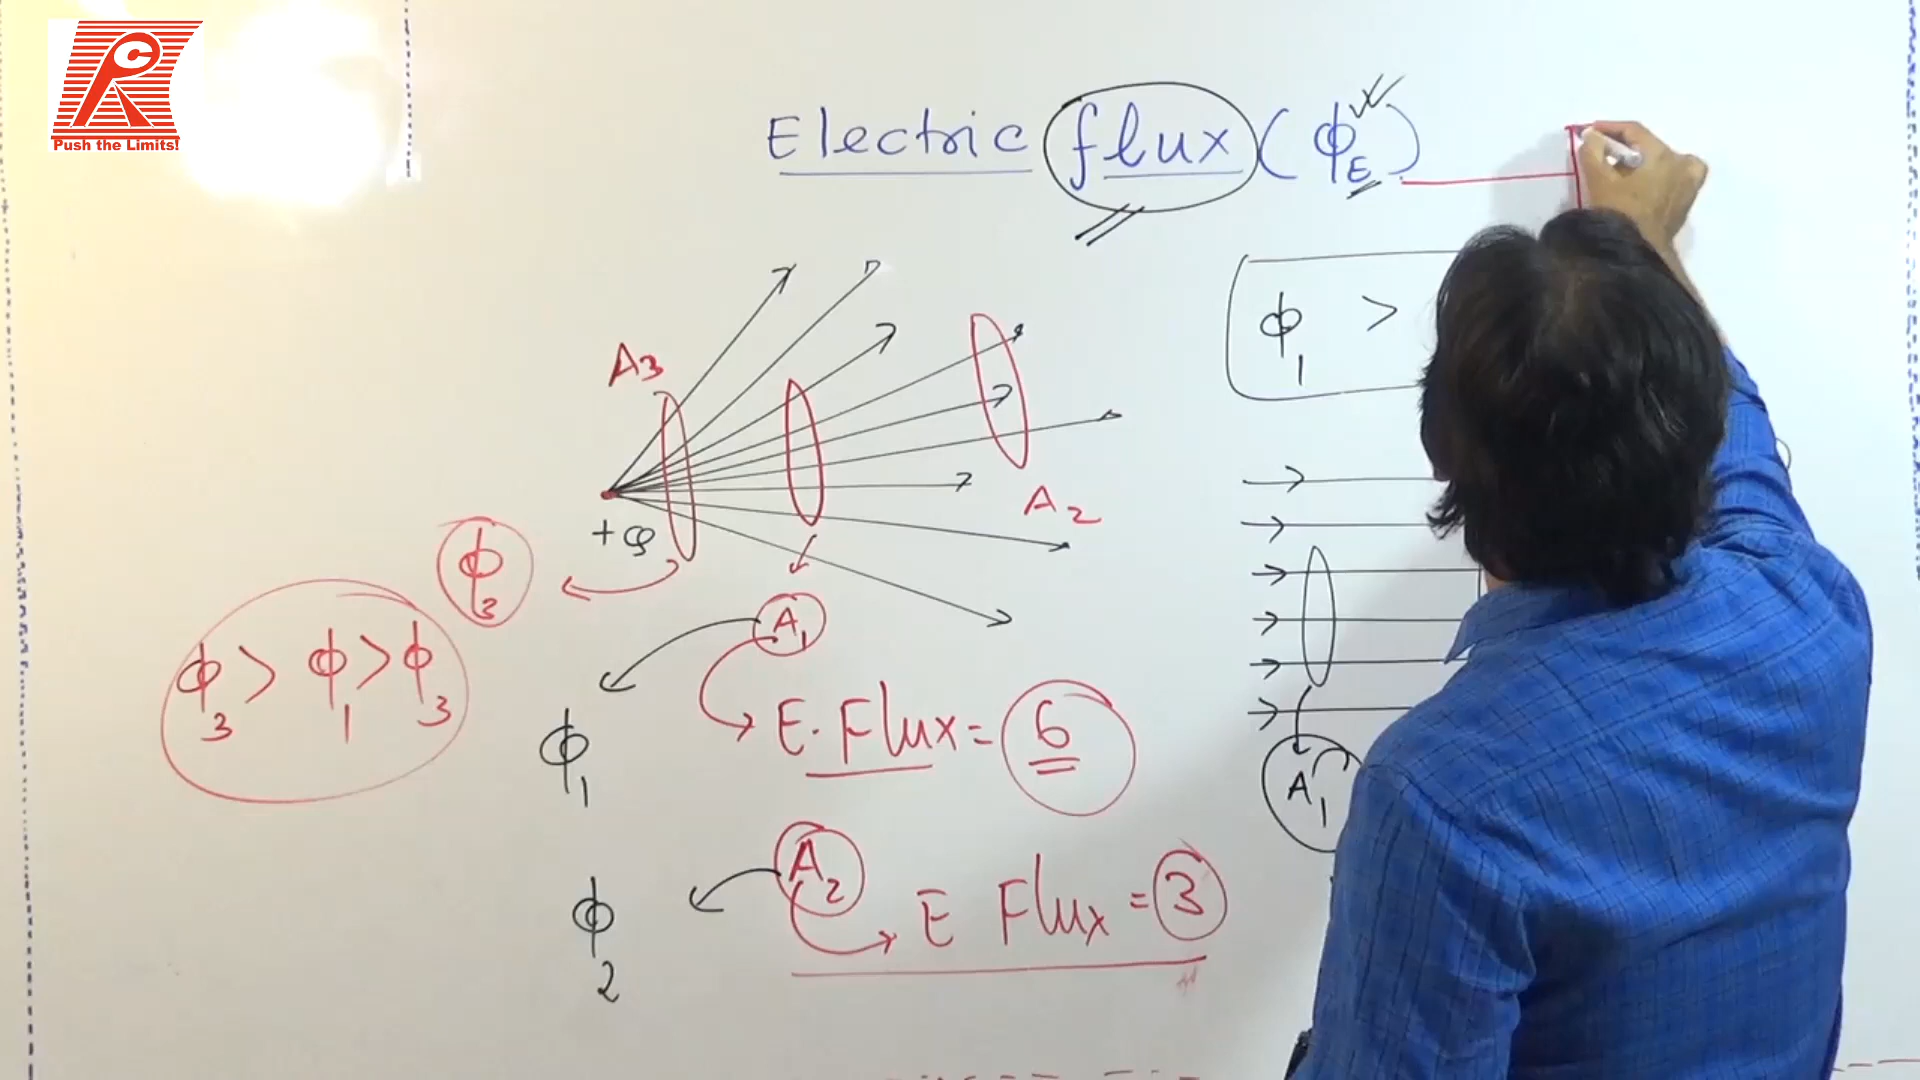 Push the Limits!
Electric flux (ϕE)
A3
ϕ1 >
A2
+Q
ϕ3
A1
ϕ3 > ϕ1 > ϕ3
E. Flux = 6
ϕ1
A1
A2 E Flux = 3
ϕ2